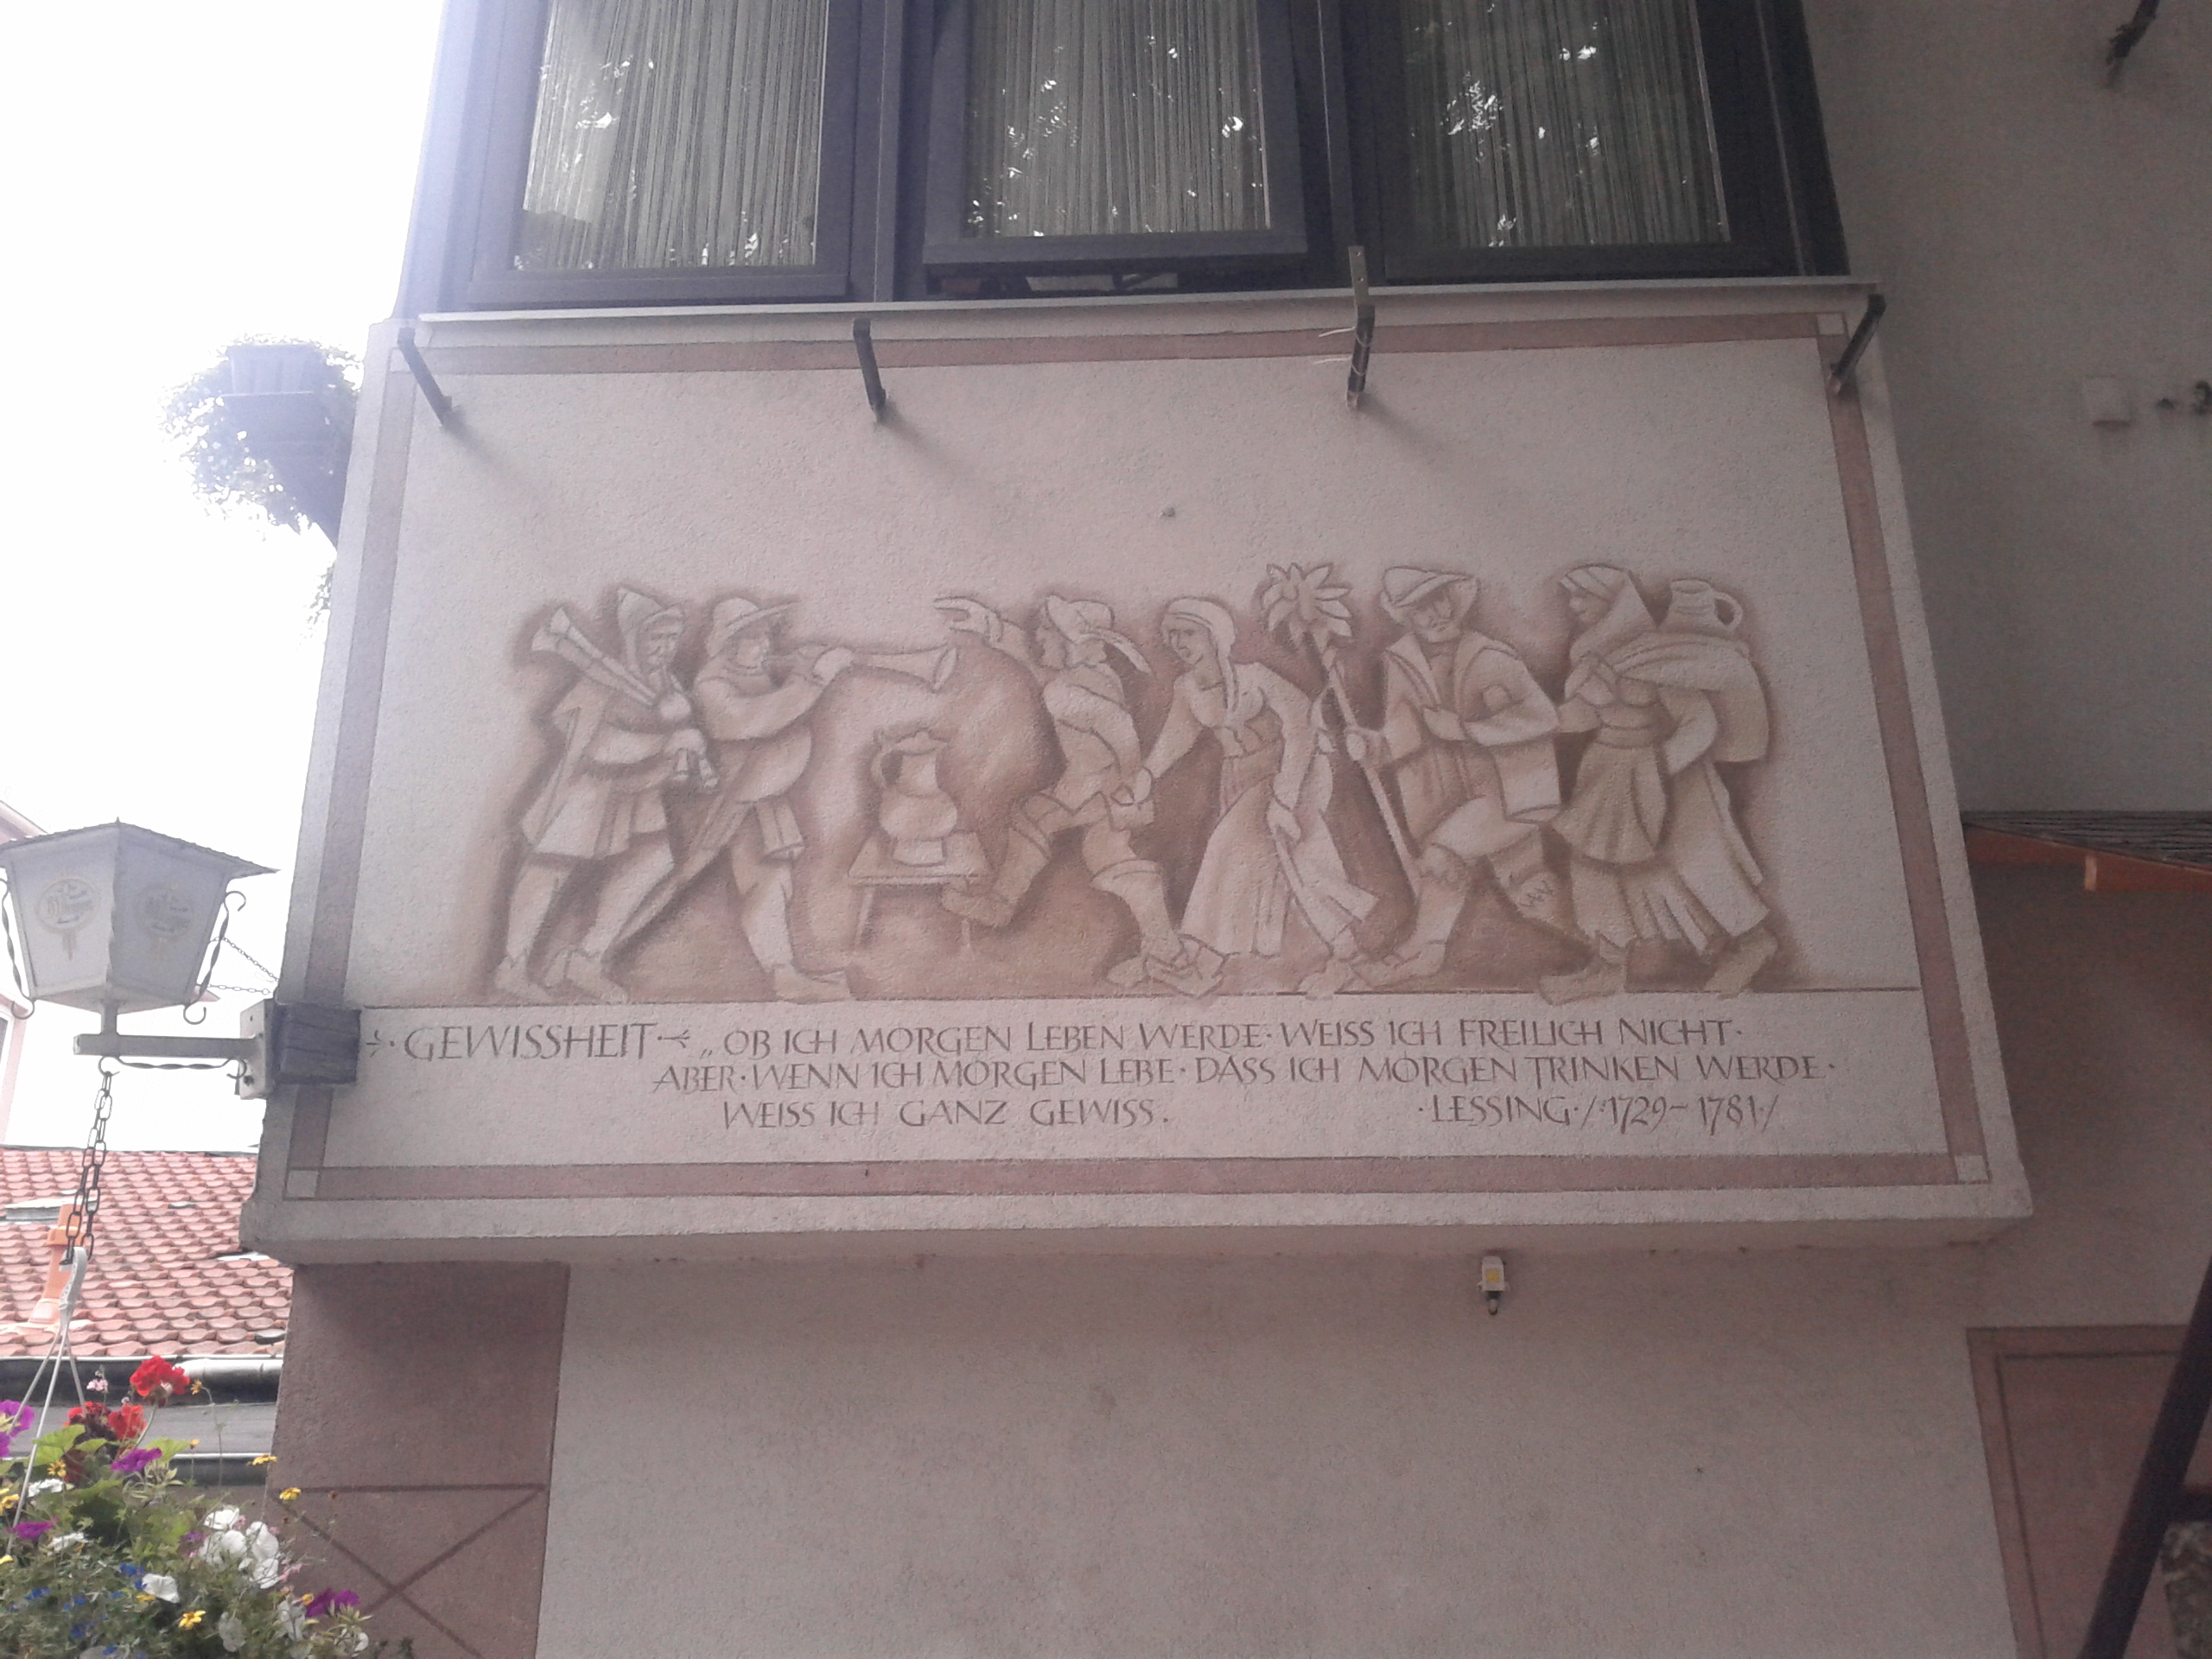 ·GEWISSHEIT· „OB ICH MORGEN LEBEN WERDE·WEISS ICH FREILICH NICHT·
ABER·WENN ICH MORGEN LEBE·DASS ICH MORGEN TRINKEN WERDE·
WEISS ICH GANZ GEWISS.
·LESSING·/·1729–1781·/